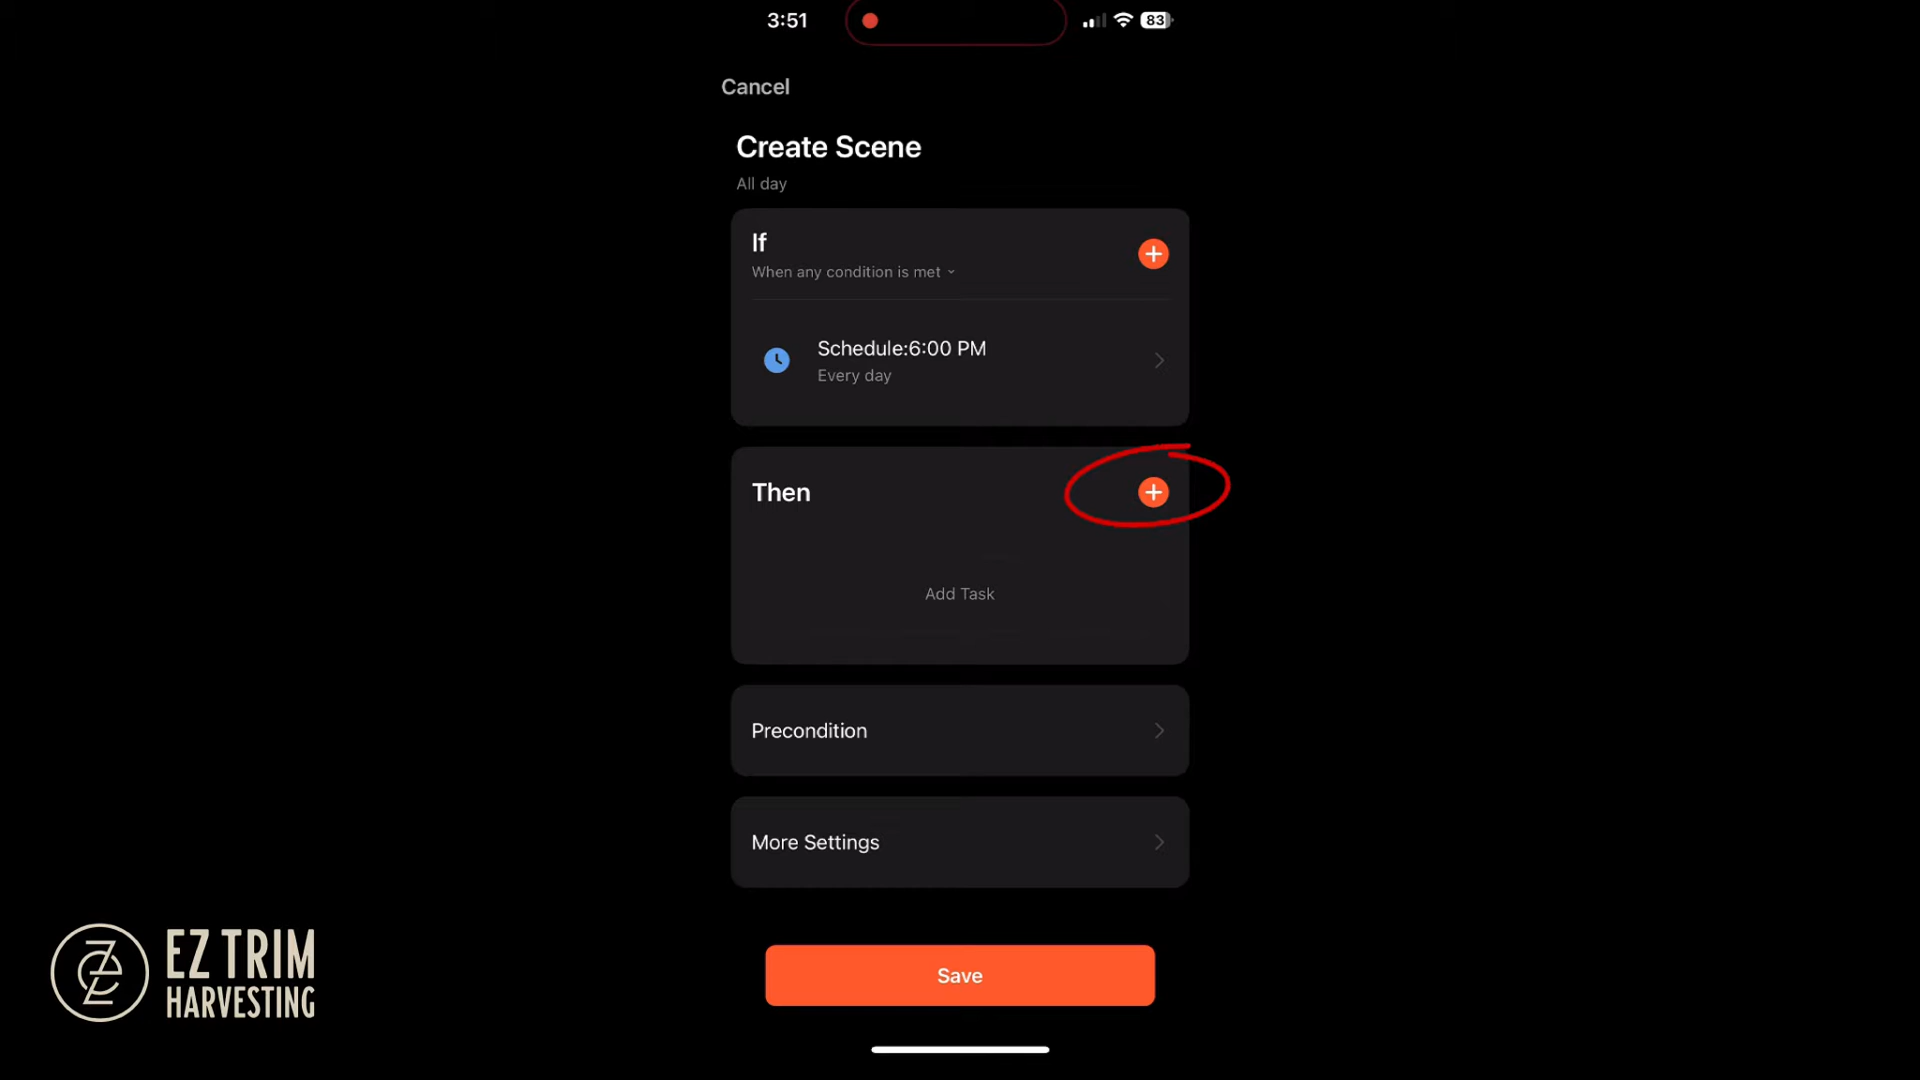 3:51
83
Cancel
Create Scene
All day
If
When any condition is met
Schedule:6:00 PM
Every day
Then
Add Task
Precondition
More Settings
Save
EZ TRIM
HARVESTING